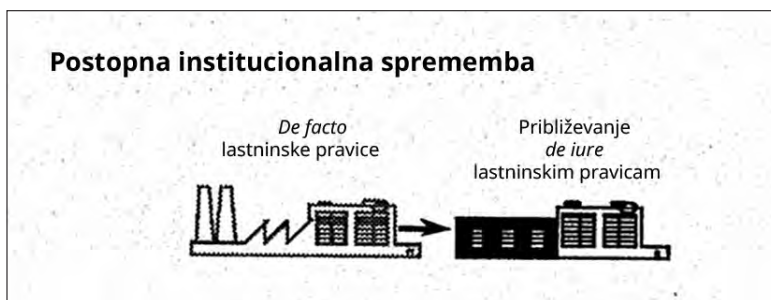 Postopna institucionalna sprememba
De facto
lastninske pravice
Približevanje
de iure
lastninskim pravicam